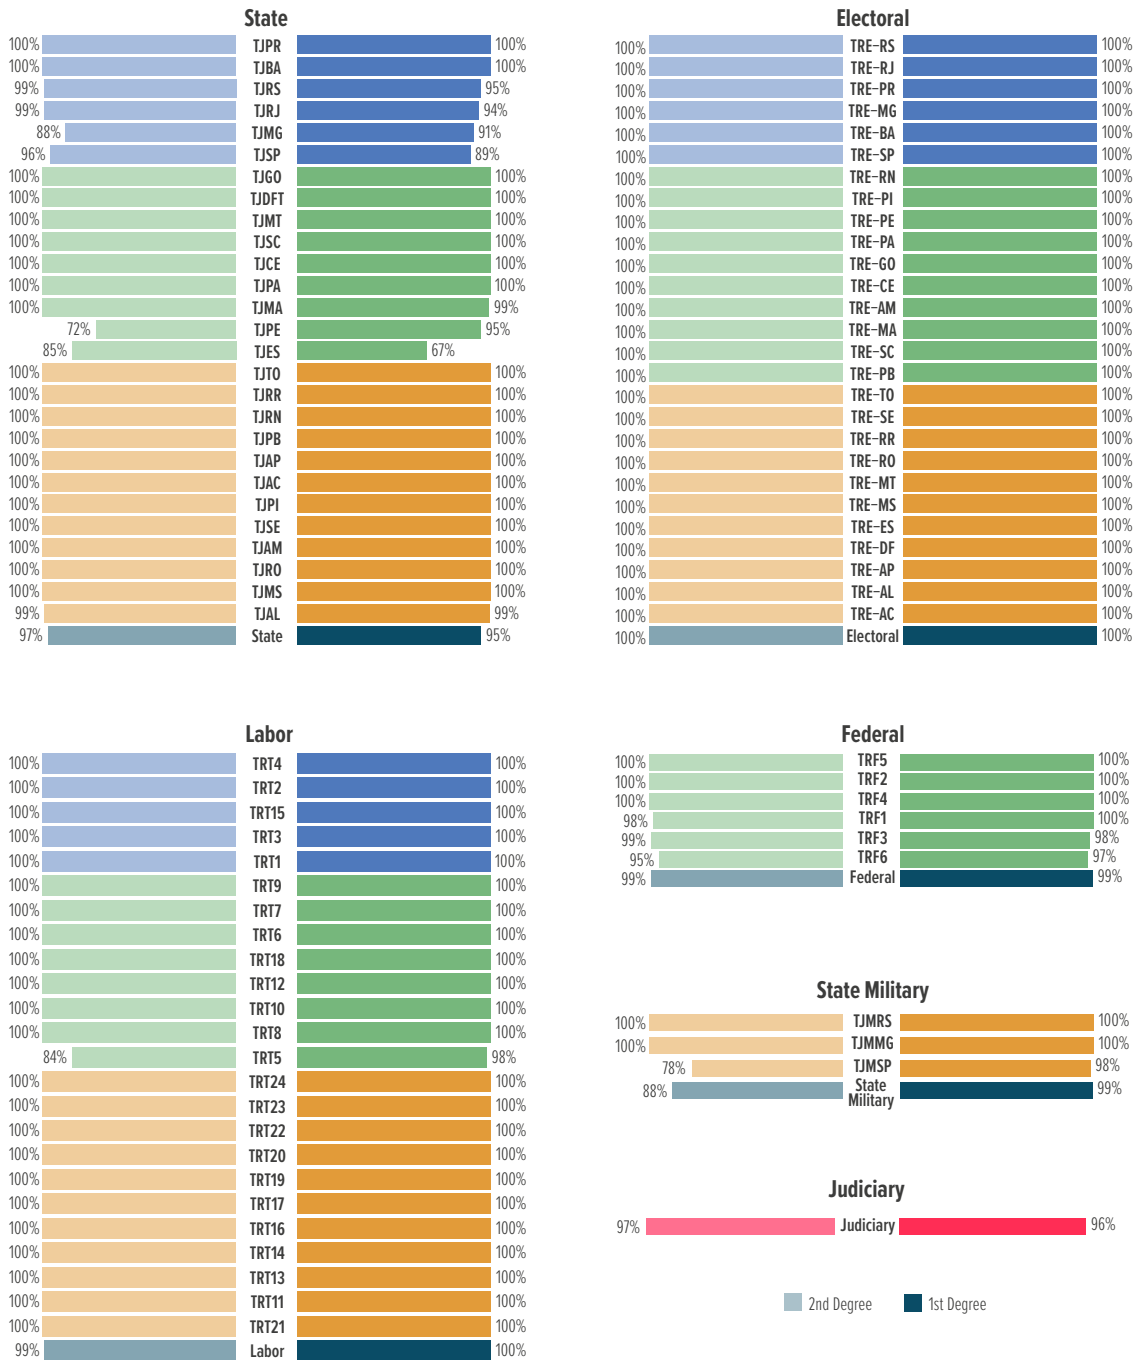 State
100% TJPR 100%
100% TJBA 100%
99% TJRS 95%
99% TJRJ 94%
88% TJMG 91%
96% TJSP 89%
100% TJGO 100%
100% TJDFT 100%
100% TJMT 100%
100% TJSC 100%
100% TJCE 100%
100% TJPA 100%
100% TJMA 99%
72% TJPE 95%
85% TJES 67%
100% TJTO 100%
100% TJRR 100%
100% TJRN 100%
100% TJPB 100%
100% TJAP 100%
100% TJAC 100%
100% TJPI 100%
100% TJSE 100%
100% TJAM 100%
100% TJRO 100%
100% TJMS 100%
99% TJAL 99%
97% State 95%
Electoral
100% TRE-RS 100%
100% TRE-RJ 100%
100% TRE-PR 100%
100% TRE-MG 100%
100% TRE-BA 100%
100% TRE-SP 100%
100% TRE-RN 100%
100% TRE-PI 100%
100% TRE-PE 100%
100% TRE-PA 100%
100% TRE-GO 100%
100% TRE-CE 100%
100% TRE-AM 100%
100% TRE-MA 100%
100% TRE-SC 100%
100% TRE-PB 100%
100% TRE-TO 100%
100% TRE-SE 100%
100% TRE-RR 100%
100% TRE-RO 100%
100% TRE-MT 100%
100% TRE-MS 100%
100% TRE-ES 100%
100% TRE-DF 100%
100% TRE-AP 100%
100% TRE-AL 100%
100% TRE-AC 100%
100% Electoral 100%
Labor
100% TRT4 100%
100% TRT2 100%
100% TRT15 100%
100% TRT3 100%
100% TRT1 100%
100% TRT9 100%
100% TRT7 100%
100% TRT6 100%
100% TRT18 100%
100% TRT12 100%
100% TRT10 100%
100% TRT8 100%
84% TRT5 98%
100% TRT24 100%
100% TRT23 100%
100% TRT22 100%
100% TRT20 100%
100% TRT19 100%
100% TRT17 100%
100% TRT16 100%
100% TRT14 100%
100% TRT13 100%
100% TRT11 100%
100% TRT21 100%
99% Labor 100%
Federal
100% TRF5 100%
100% TRF2 100%
100% TRF4 100%
98% TRF1 100%
99% TRF3 98%
95% TRF6 97%
99% Federal 99%
State Military
100% TJMRS 100%
100% TJMMG 100%
78% TJMSP 98%
88% State 99%
Military
Judiciary
97% Judiciary 96%
2nd Degree 1st Degree